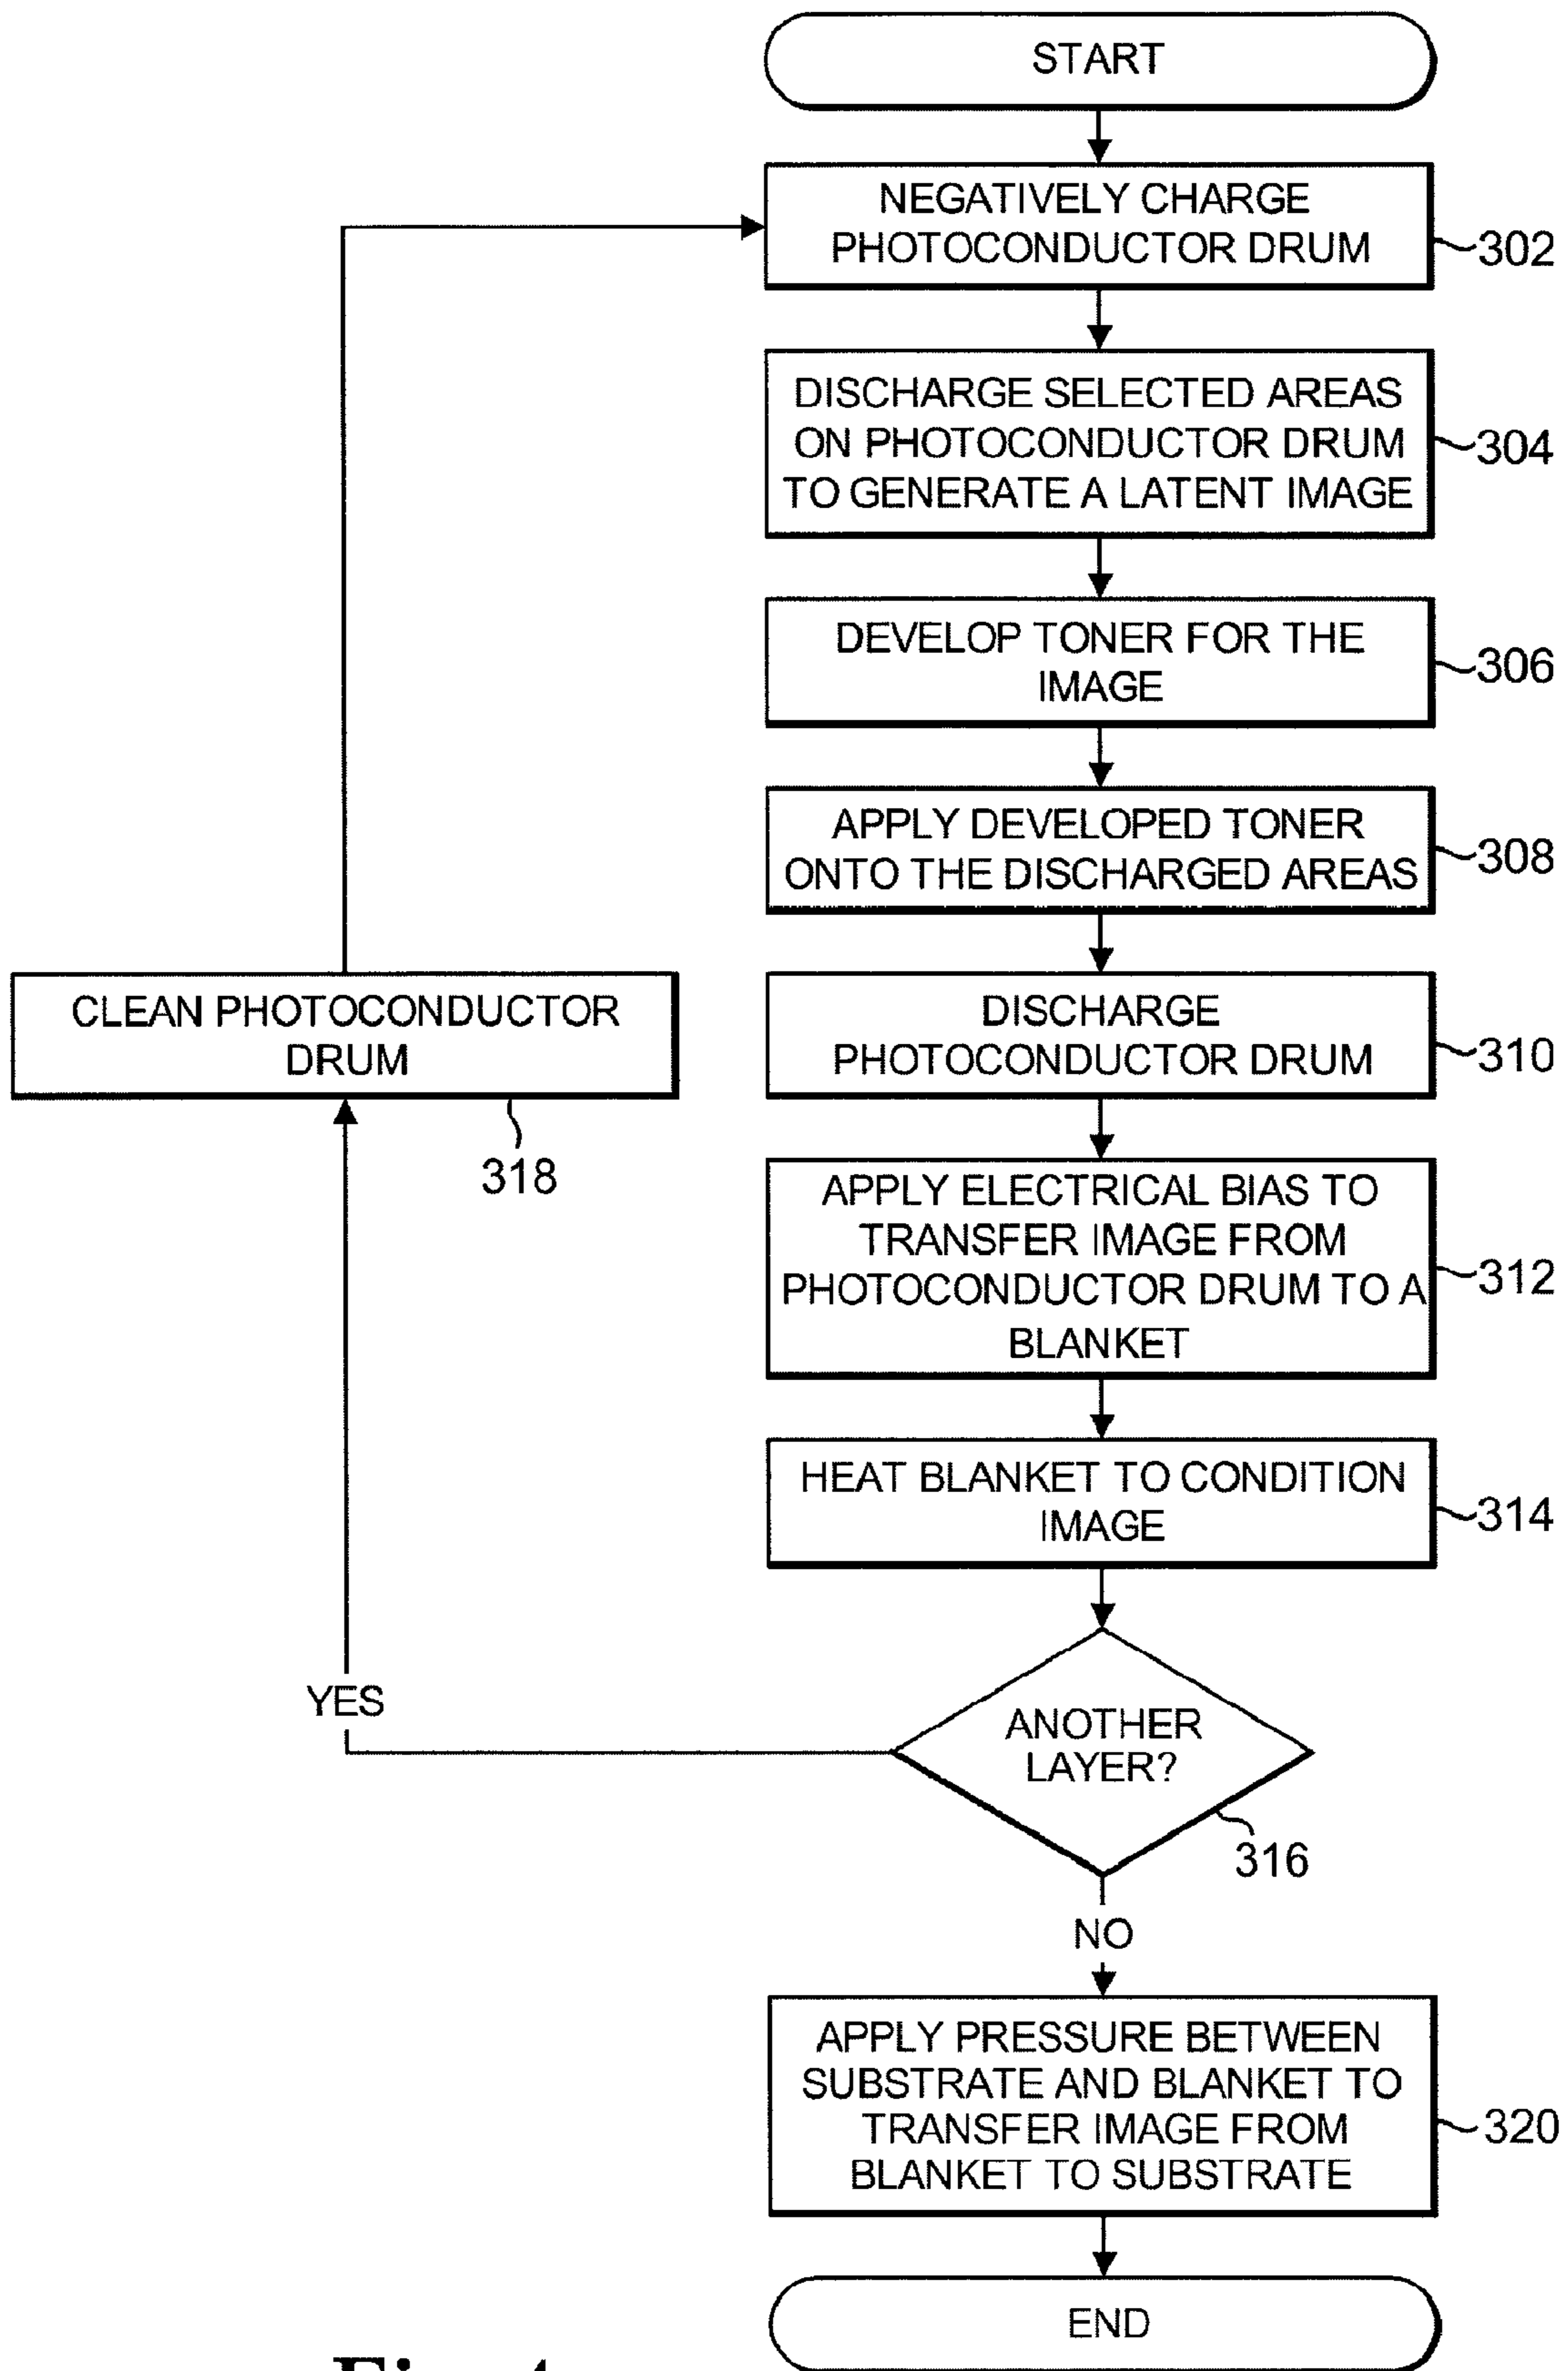 START
NEGATIVELY CHARGE
PHOTOCONDUCTOR DRUM
302
DISCHARGE SELECTED AREAS
ON PHOTOCONDUCTOR DRUM
TO GENERATE A LATENT IMAGE
304
DEVELOP TONER FOR THE
IMAGE
306
APPLY DEVELOPED TONER
ONTO THE DISCHARGED AREAS
308
CLEAN PHOTOCONDUCTOR
DRUM
318
DISCHARGE
PHOTOCONDUCTOR DRUM
310
APPLY ELECTRICAL BIAS TO
TRANSFER IMAGE FROM
PHOTOCONDUCTOR DRUM TO A
BLANKET
312
HEAT BLANKET TO CONDITION
IMAGE
314
YES
ANOTHER
LAYER?
316
NO
APPLY PRESSURE BETWEEN
SUBSTRATE AND BLANKET TO
TRANSFER IMAGE FROM
BLANKET TO SUBSTRATE
320
END